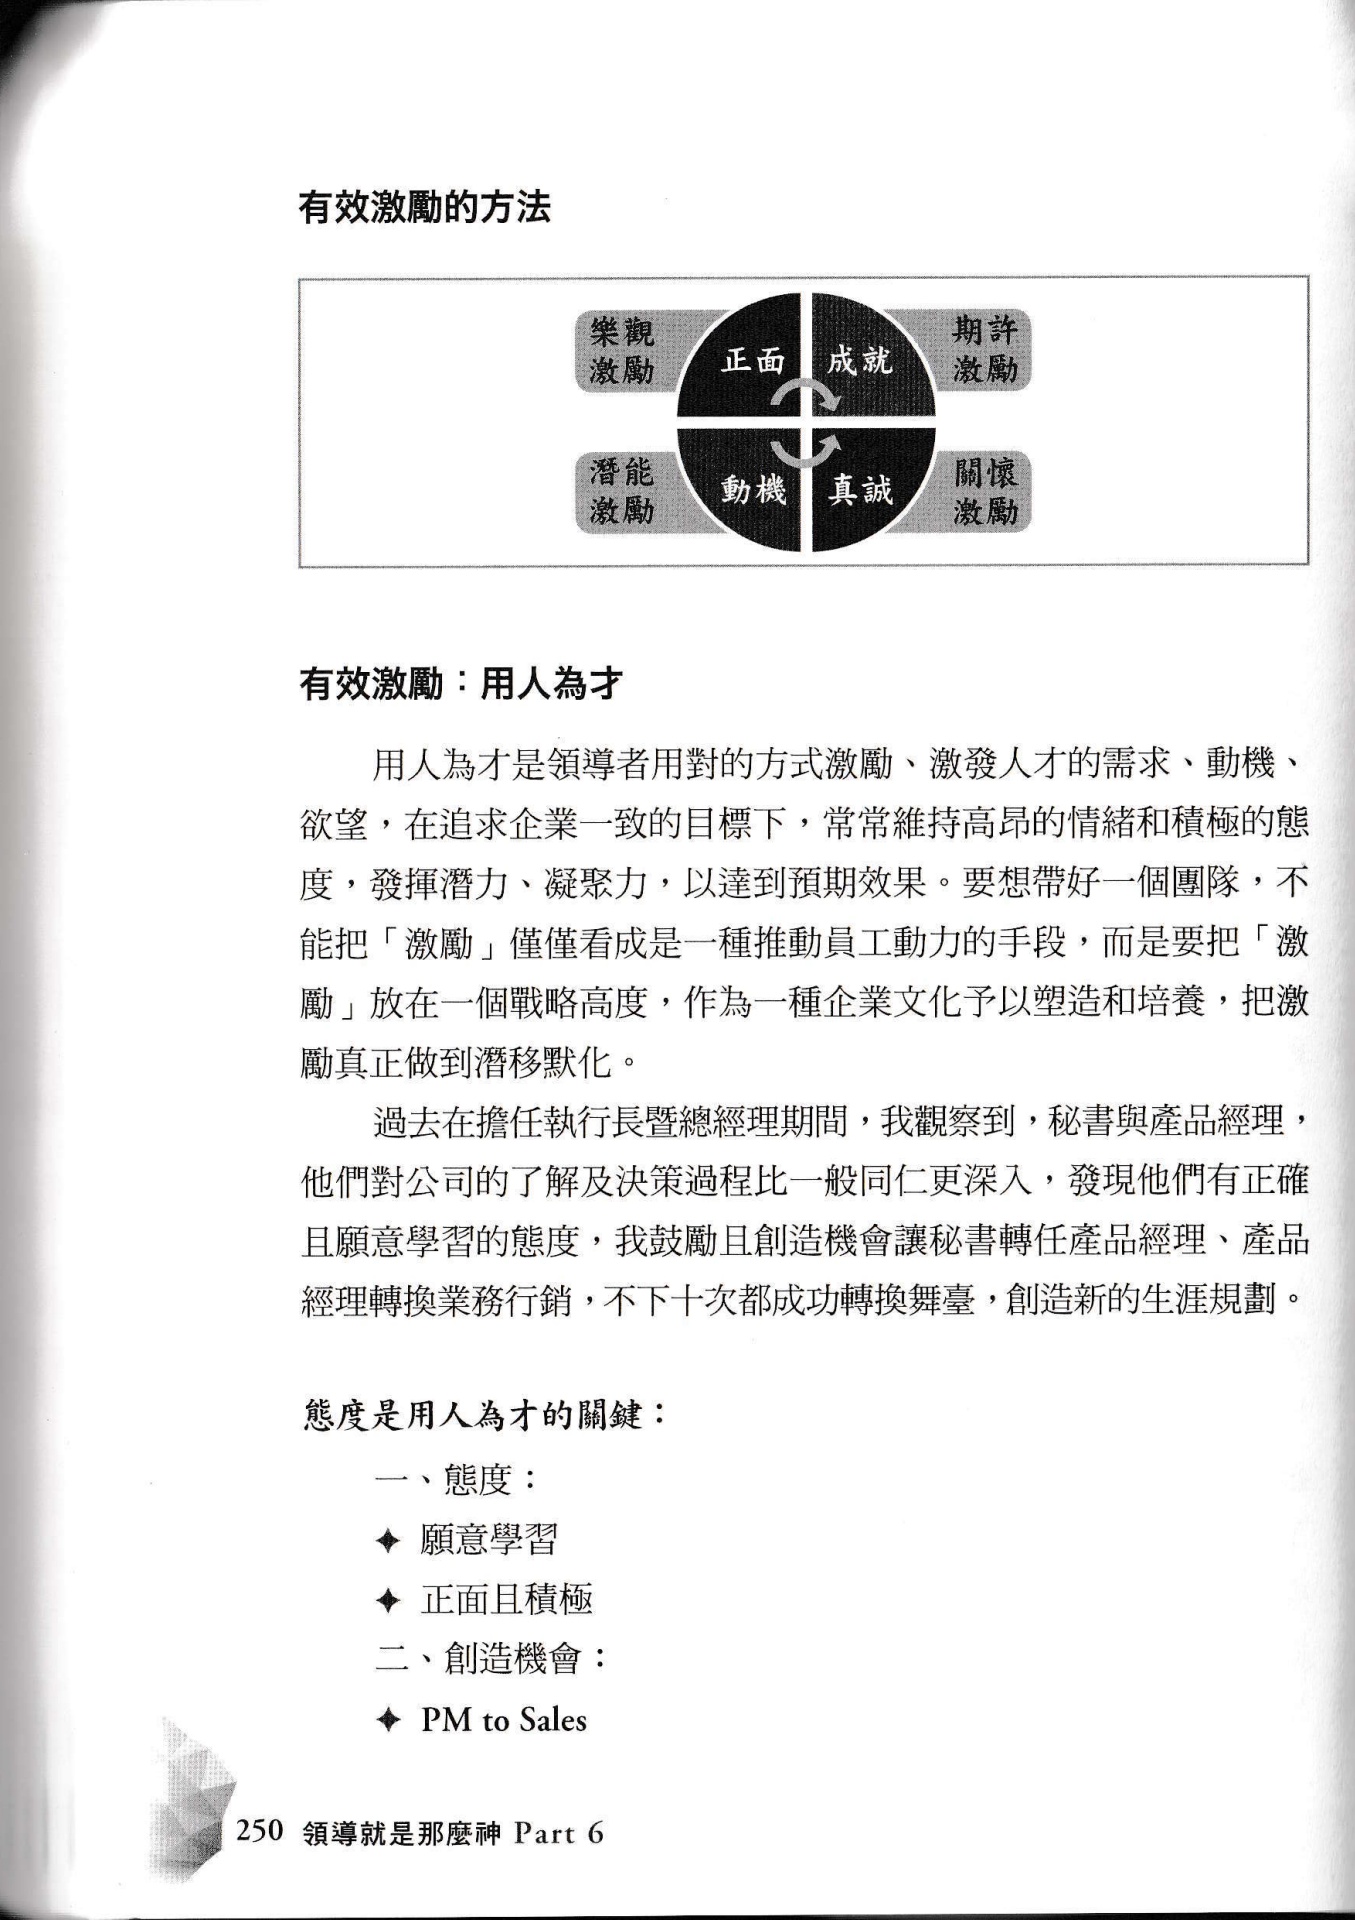 有效激勵的方法
樂觀
激勵
正面
成就
期許
激勵
潛能
激勵
動機
真誠
關懷
激勵
有效激勵：用人為才
用人為才是領導者用對的方式激勵、激發人才的需求、動機、
欲望，在追求企業一致的目標下，常常維持高昂的情緒和積極的態
度，發揮潛力、凝聚力，以達到預期效果。要想帶好一個團隊，不
能把「激勵」僅僅看成是一種推動員工動力的手段，而是要把「激
勵」放在一個戰略高度，作為一種企業文化予以塑造和培養，把激
勵真正做到潛移默化。
過去在擔任執行長暨總經理期間，我觀察到，秘書與產品經理，
他們對公司的了解及決策過程比一般同仁更深入，發現他們有正確
且願意學習的態度，我鼓勵且創造機會讓秘書轉任產品經理、產品
經理轉換業務行銷，不下十次都成功轉換舞臺，創造新的生涯規劃。
態度是用人為才的關鍵：
一、態度：
✦ 願意學習
✦ 正面且積極
二、創造機會：
✦ PM to Sales
250 領導就是那麼神 Part 6